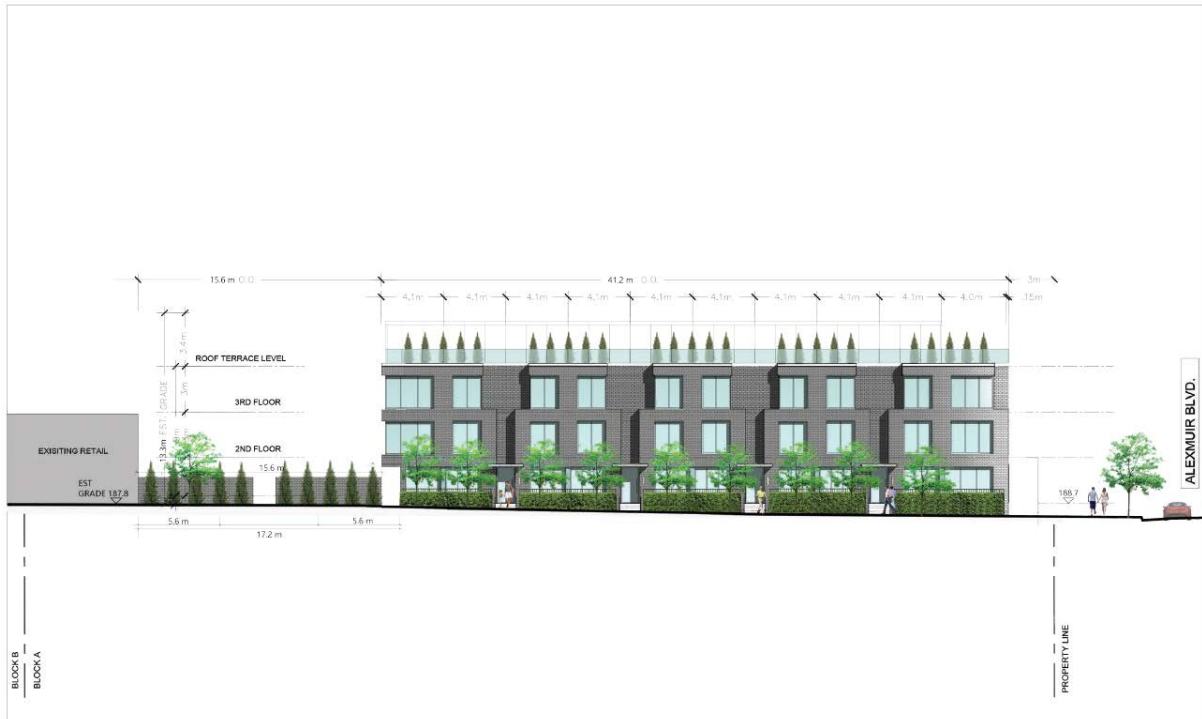 15.6 m O.O.
41.2 m O.O.
3m
4.1m
4.1m
4.1m
4.1m
4.1m
4.1m
4.1m
4.1m
4.1m
4.0m
.15m
3.4m
ROOF TERRACE LEVEL
3m
3RD FLOOR
13.3m EST. GRADE
2ND FLOOR
15.6m
EXISITING RETAIL
EST
GRADE 187.8
188.7
ALEXMUIR BLVD.
5.6 m
5.6 m
17.2 m
BLOCK B
BLOCK A
PROPERTY LINE